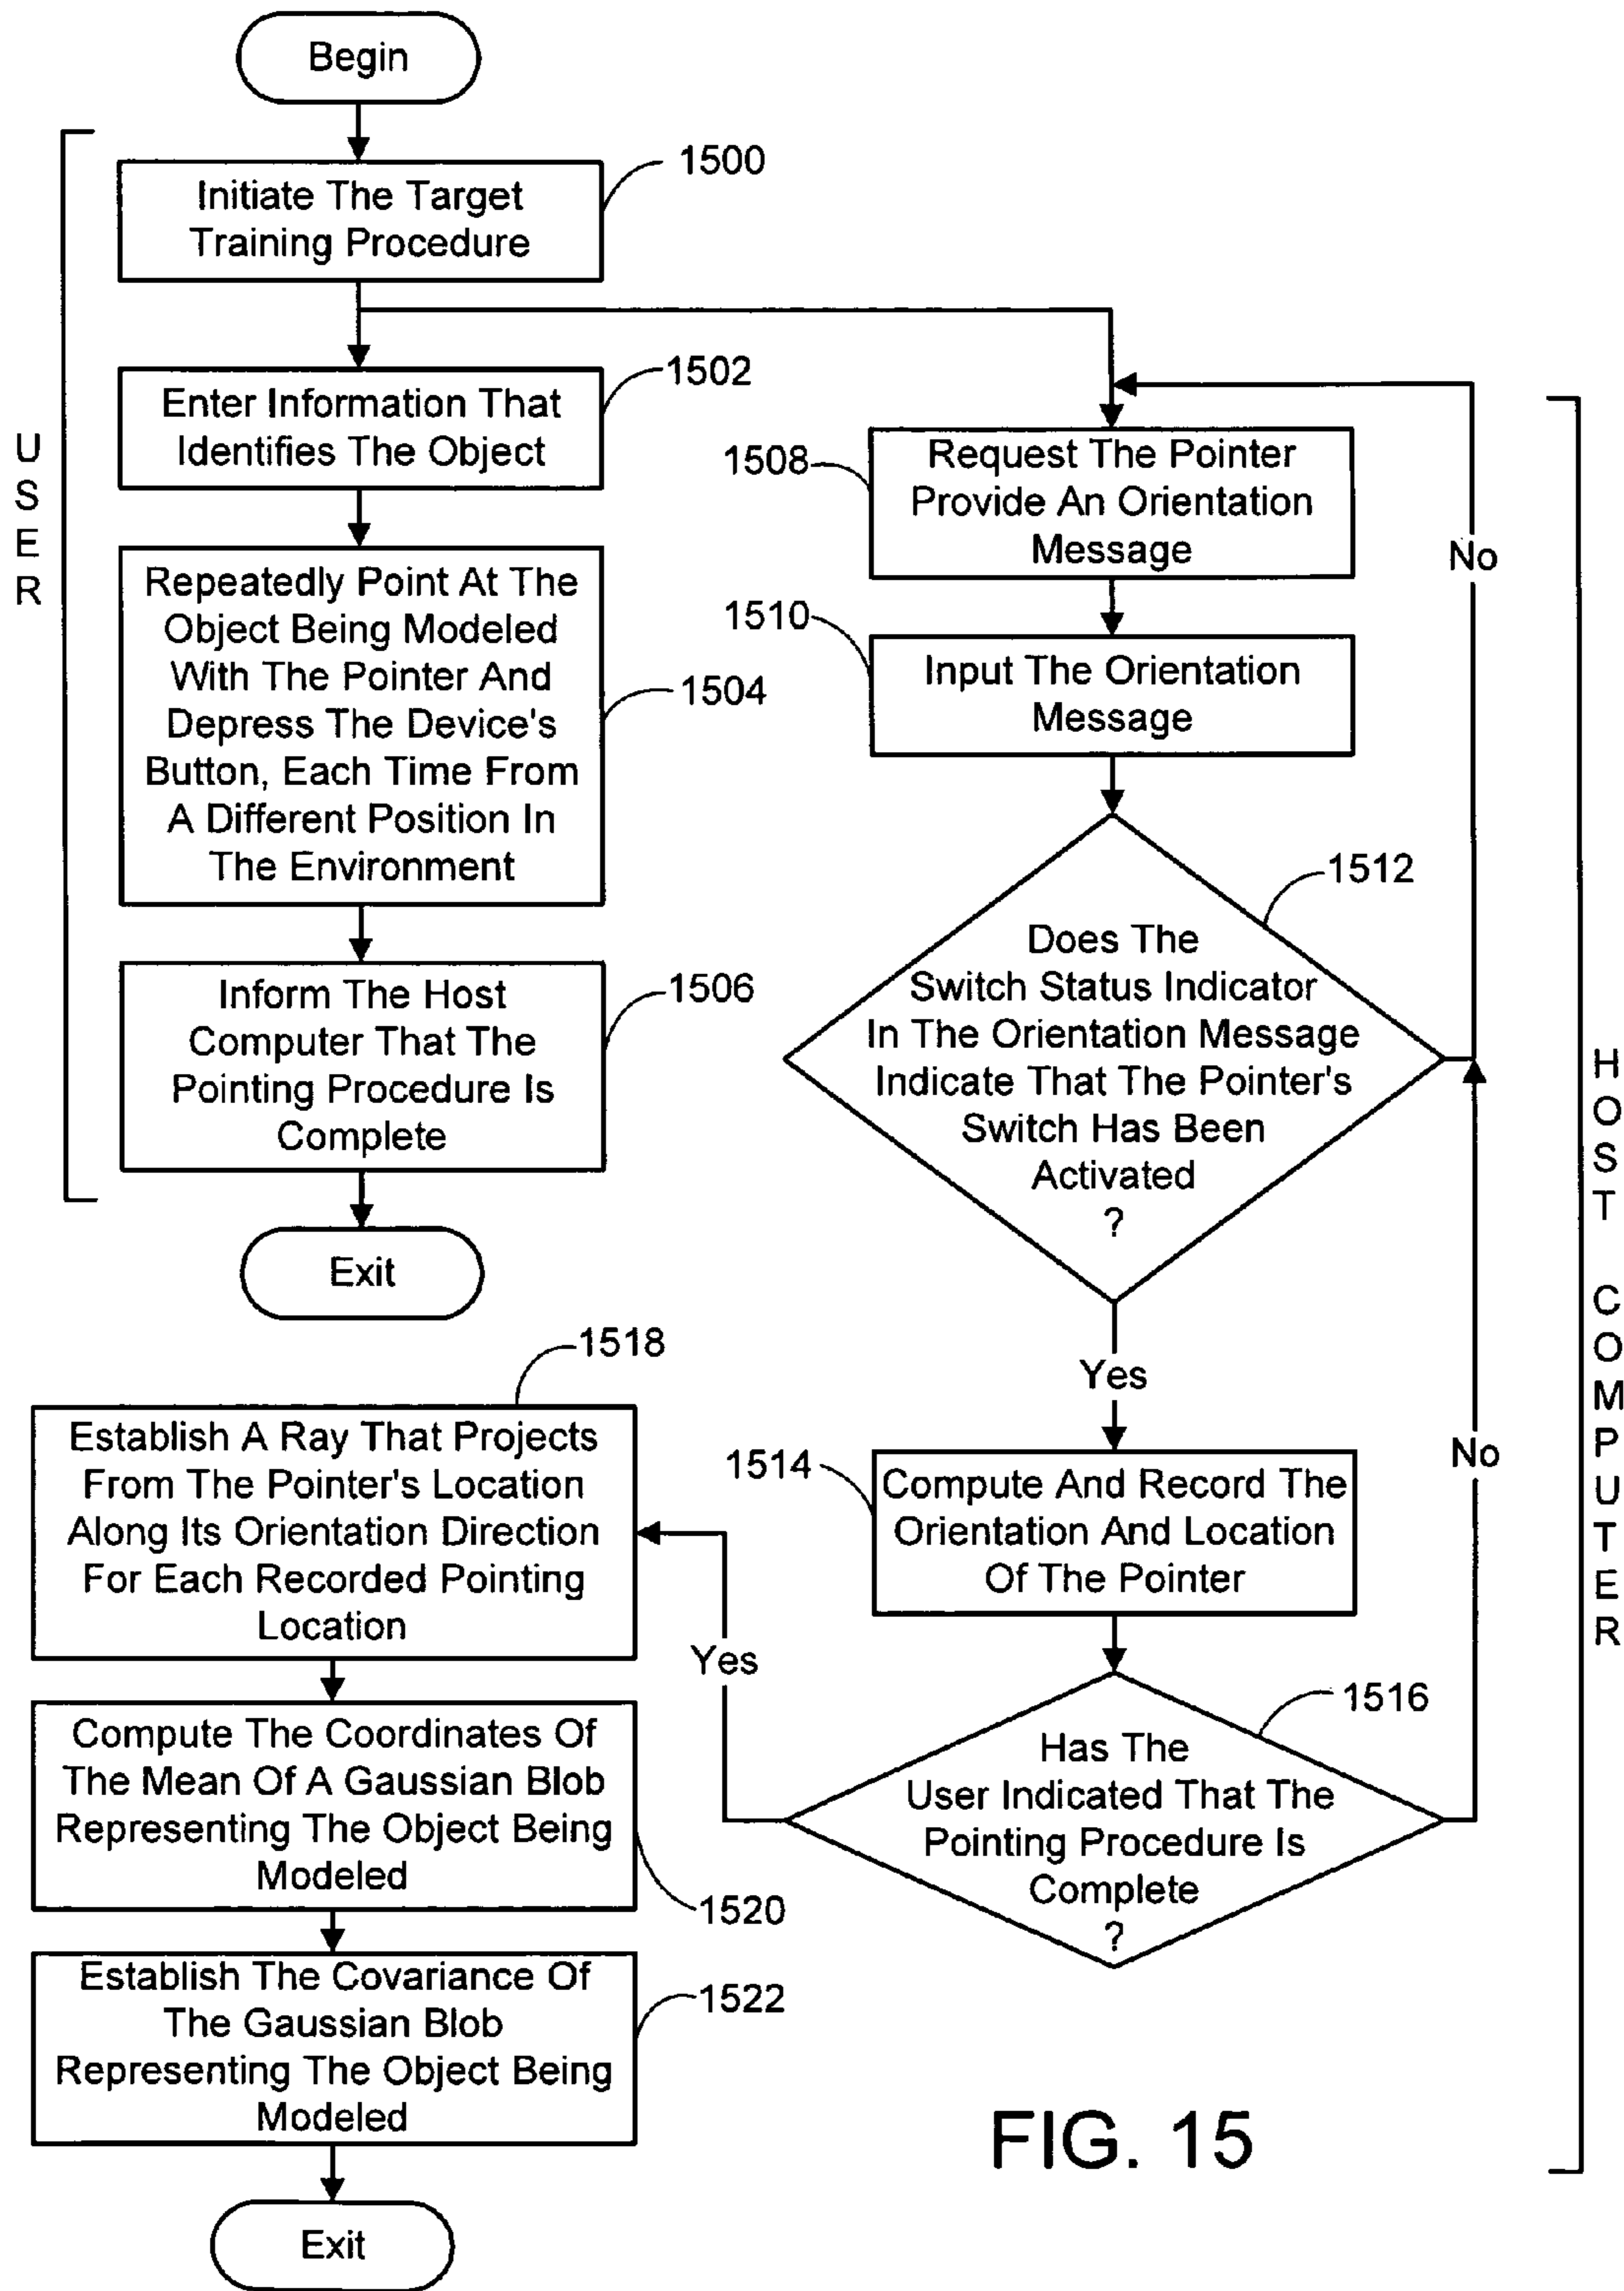 Begin
1500
Initiate The Target
Training Procedure
1502
Enter Information That
Identifies The Object
USER
1504
Repeatedly Point At The
Object Being Modeled
With The Pointer And
Depress The Device's
Button, Each Time From
A Different Position In
The Environment
1506
Inform The Host
Computer That The
Pointing Procedure Is
Complete
Exit
1508
Request The Pointer
Provide An Orientation
Message
No
1510
Input The Orientation
Message
1512
Does The
Switch Status Indicator
In The Orientation Message
Indicate That The Pointer's
Switch Has Been
Activated
?
HOST COMPUTER
Yes
1514
Compute And Record The
Orientation And Location
Of The Pointer
No
1516
Has The
User Indicated That The
Pointing Procedure Is
Complete
?
Yes
1518
Establish A Ray That Projects
From The Pointer's Location
Along Its Orientation Direction
For Each Recorded Pointing
Location
Compute The Coordinates Of
The Mean Of A Gaussian Blob
Representing The Object Being
Modeled
1520
Establish The Covariance Of
The Gaussian Blob
Representing The Object Being
Modeled
1522
Exit
FIG. 15